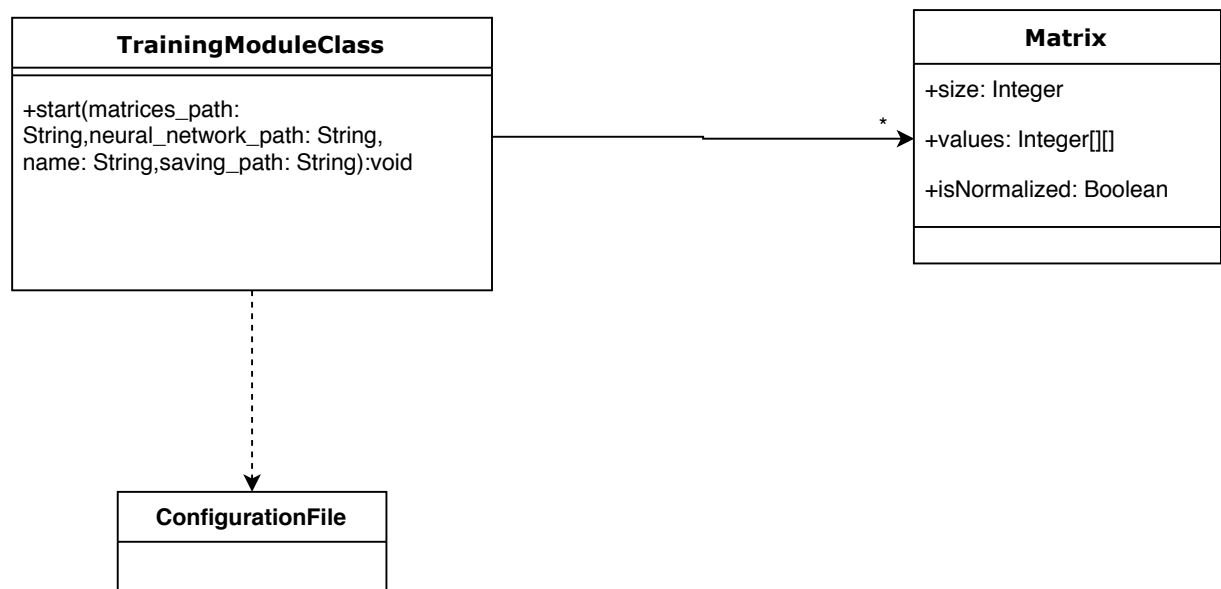 TrainingModuleClass
+start(matrices_path:
String,neural_network_path: String,
name: String,saving_path: String):void
*
Matrix
+size: Integer
+values: Integer[][]
+isNormalized: Boolean
ConfigurationFile